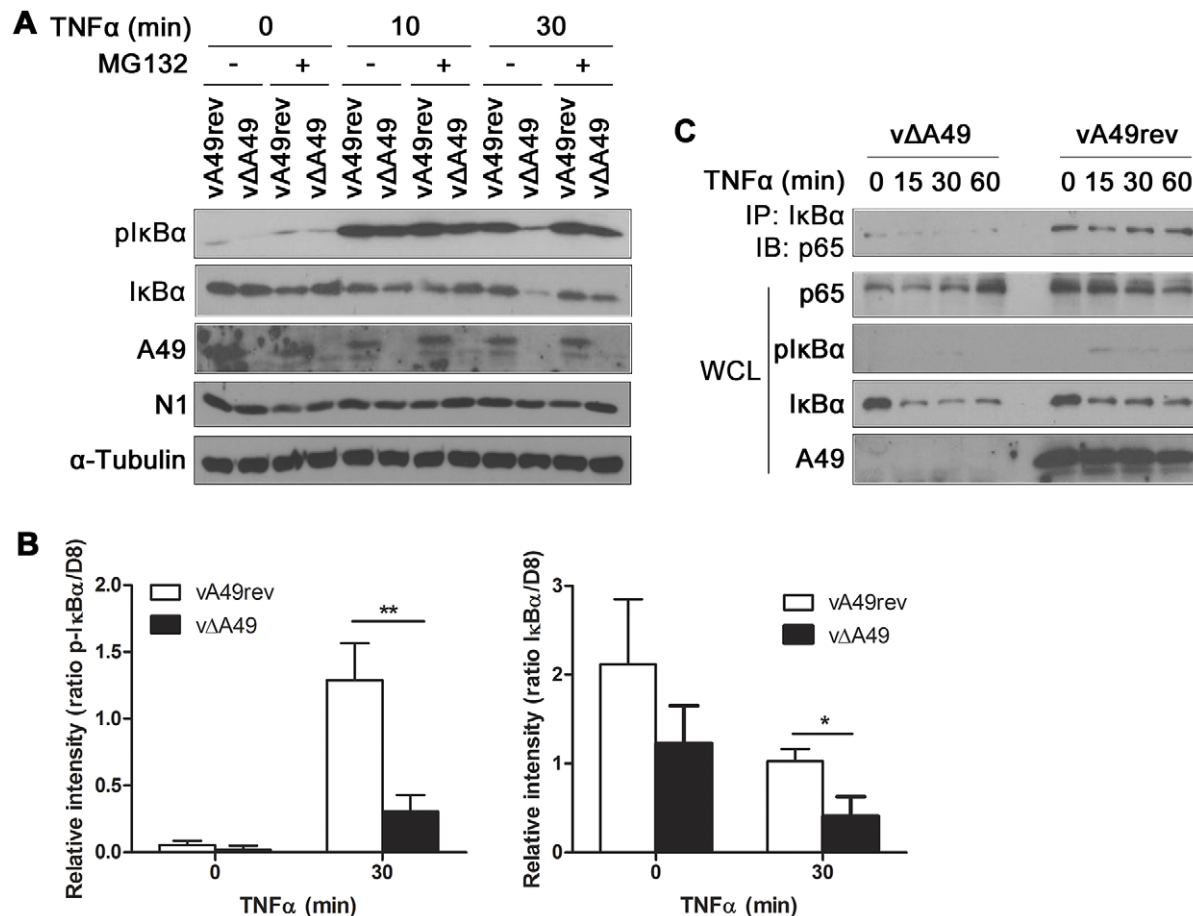 A
TNFα (min) 0 10 30
MG132 - + - + - +
vA49rev vΔA49 vA49rev vΔA49 vA49rev vΔA49 vA49rev vΔA49 vA49rev vΔA49 vA49rev vΔA49
pIκBα
IκBα
A49
N1
α-Tubulin
C
vΔA49 vA49rev
TNFα (min) 0 15 30 60 0 15 30 60
IP: IκBα
IB: p65
p65
pIκBα
WCL
IκBα
A49
B
Relative intensity (ratio p-IκBα/D8)
2.0
1.5
1.0
0.5
0.0
vA49rev
vΔA49
**
0 30
TNFα (min)
Relative intensity (ratio IκBα/D8)
3
2
1
0
vA49rev
vΔA49
*
0 30
TNFα (min)